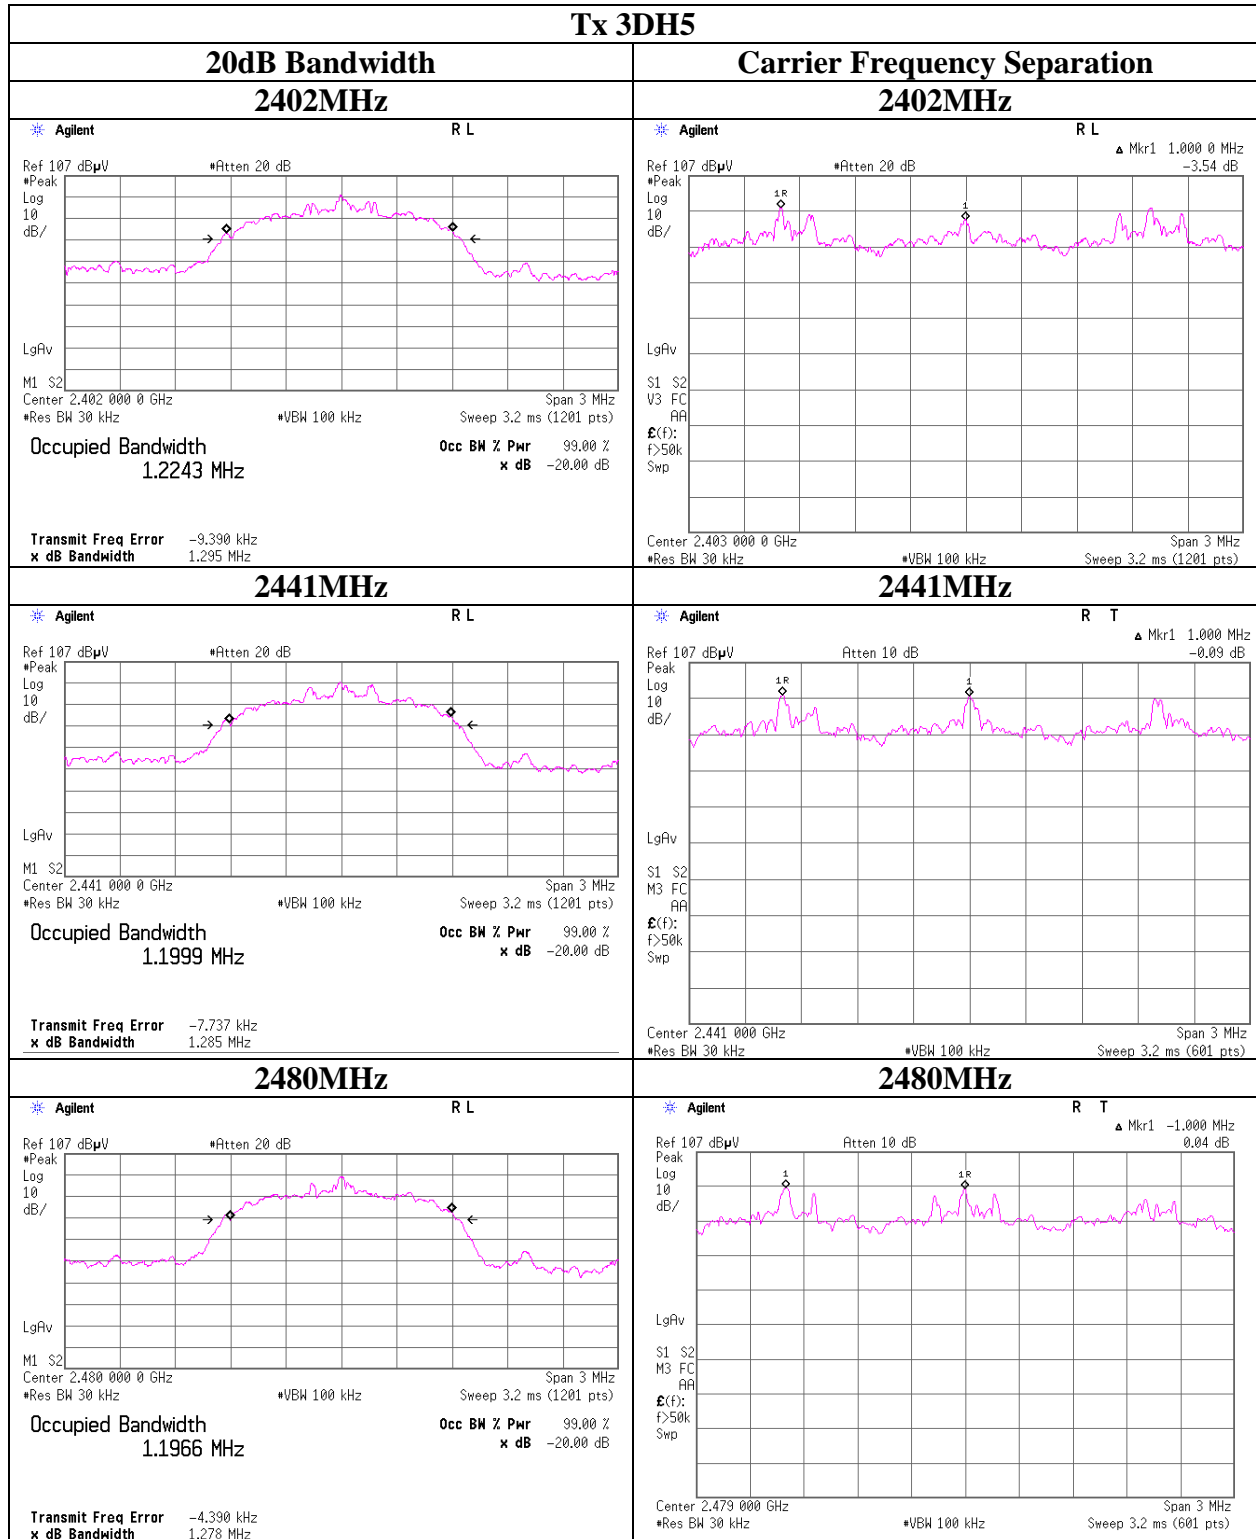 Tx 3DH5
20dB Bandwidth
Carrier Frequency Separation
2402MHz
2402MHz
Agilent
R L
Ref 107 dBµV
#Atten 20 dB
#Peak
Log
10
dB/
LgAv
M1 S2
Center 2.402 000 0 GHz
Span 3 MHz
#Res BW 30 kHz
#VBW 100 kHz
Sweep 3.2 ms (1201 pts)
Occupied Bandwidth
1.2243 MHz
Occ BW % Pwr 99.00 %
x dB -20.00 dB
Transmit Freq Error -9.390 kHz
x dB Bandwidth 1.295 MHz
Agilent
R L
Δ Mkr1 1.000 0 MHz
Ref 107 dBµV
#Atten 20 dB
-3.54 dB
#Peak
Log
10
dB/
1R
1
LgAv
S1 S2
V3 FC
AA
£(f):
f>50k
Swp
Center 2.403 000 0 GHz
Span 3 MHz
#Res BW 30 kHz
#VBW 100 kHz
Sweep 3.2 ms (1201 pts)
2441MHz
2441MHz
Agilent
R L
Ref 107 dBµV
#Atten 20 dB
#Peak
Log
10
dB/
LgAv
M1 S2
Center 2.441 000 0 GHz
Span 3 MHz
#Res BW 30 kHz
#VBW 100 kHz
Sweep 3.2 ms (1201 pts)
Occupied Bandwidth
1.1999 MHz
Occ BW % Pwr 99.00 %
x dB -20.00 dB
Transmit Freq Error -7.737 kHz
x dB Bandwidth 1.285 MHz
Agilent
R T
Δ Mkr1 1.000 MHz
Ref 107 dBµV
Atten 10 dB
-0.09 dB
Peak
Log
10
dB/
1R
1
LgAv
S1 S2
M3 FC
AA
£(f):
f>50k
Swp
Center 2.441 000 GHz
Span 3 MHz
#Res BW 30 kHz
#VBW 100 kHz
Sweep 3.2 ms (601 pts)
2480MHz
2480MHz
Agilent
R L
Ref 107 dBµV
#Atten 20 dB
#Peak
Log
10
dB/
LgAv
M1 S2
Center 2.480 000 0 GHz
Span 3 MHz
#Res BW 30 kHz
#VBW 100 kHz
Sweep 3.2 ms (1201 pts)
Occupied Bandwidth
1.1966 MHz
Occ BW % Pwr 99.00 %
x dB -20.00 dB
Transmit Freq Error -4.390 kHz
x dB Bandwidth 1.278 MHz
Agilent
R T
Δ Mkr1 -1.000 MHz
Ref 107 dBµV
Atten 10 dB
0.04 dB
Peak
Log
10
dB/
1
1R
LgAv
S1 S2
M3 FC
AA
£(f):
f>50k
Swp
Center 2.479 000 GHz
Span 3 MHz
#Res BW 30 kHz
#VBW 100 kHz
Sweep 3.2 ms (601 pts)